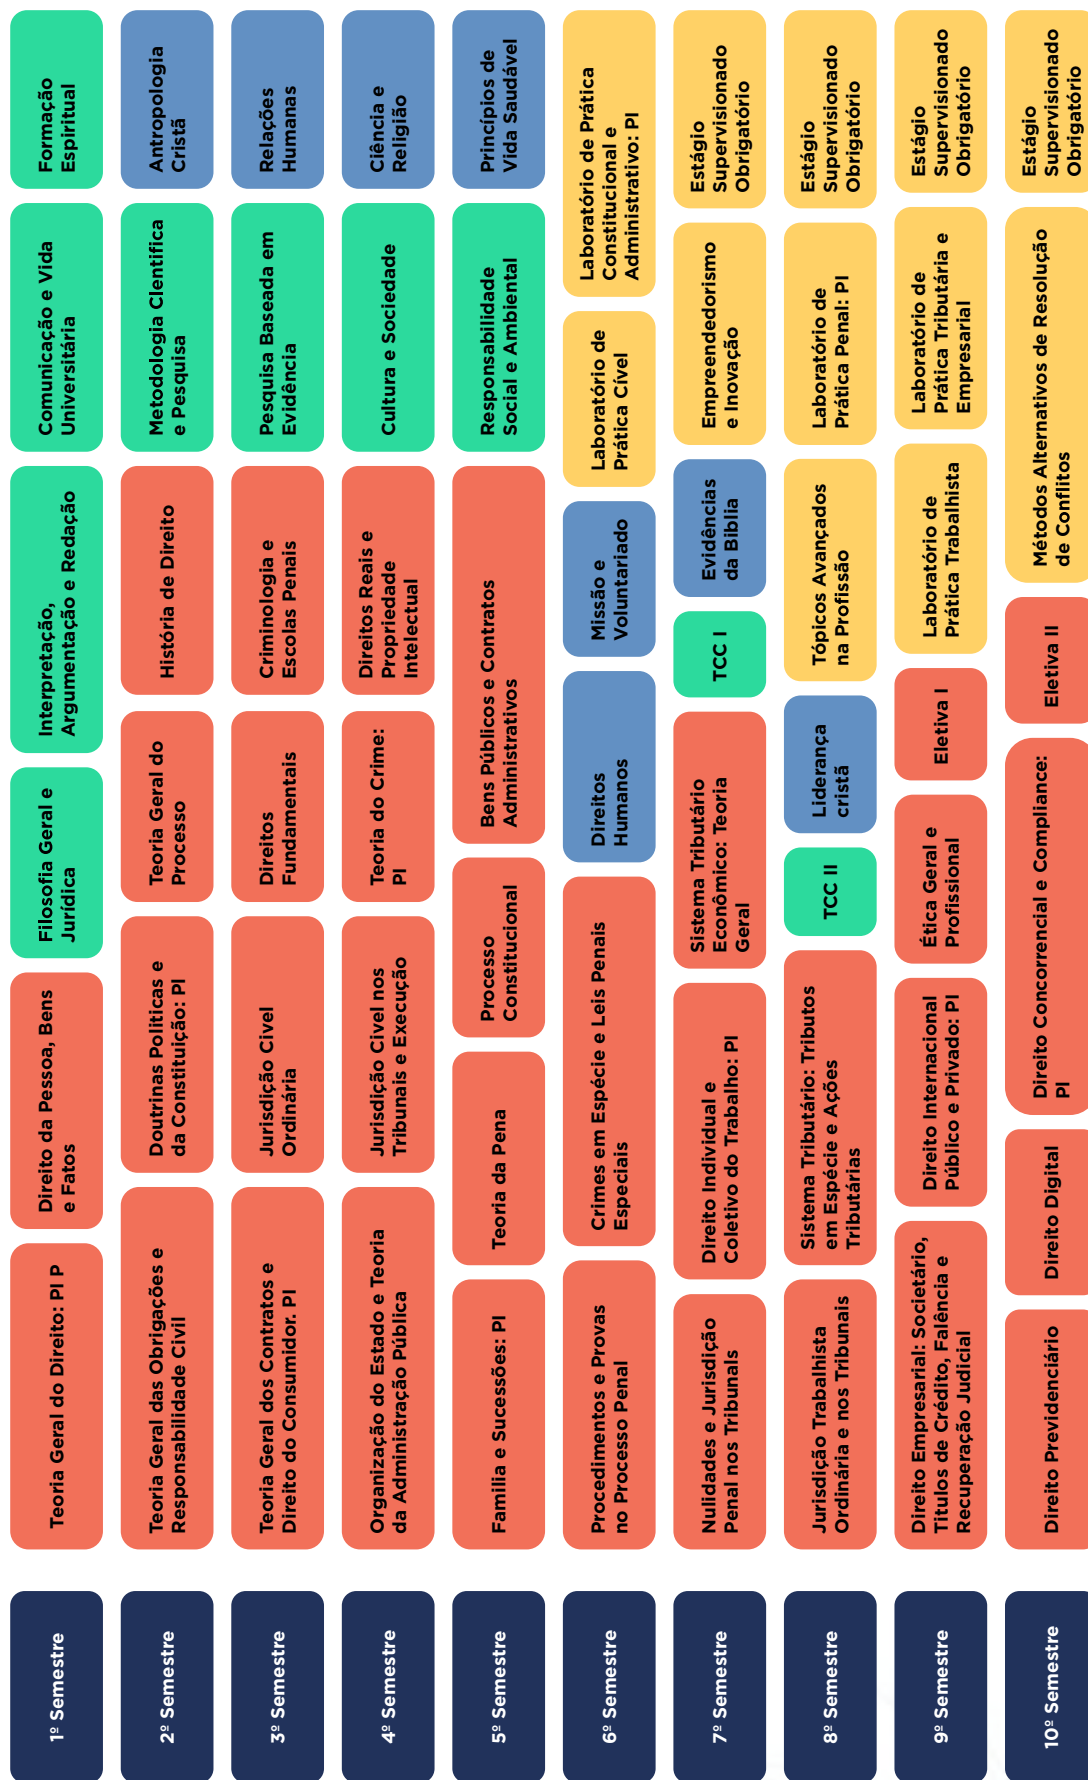 1º Semestre
Teoria Geral do Direito: PI P
Direito da Pessoa, Bens
e Fatos
Filosofia Geral e
Jurídica
Interpretação,
Argumentação e Redação
Comunicação e Vida
Universitária
Formação
Espiritual
2º Semestre
Teoria Geral das Obrigações e
Responsabilidade Civil
Doutrinas Politicas e
da Constituição: PI
Teoria Geral do
Processo
História de Direito
Metodologia Cientifica
e Pesquisa
Antropologia
Cristã
3º Semestre
Teoria Geral dos Contratos e
Direito do Consumidor. PI
Jurisdição Civel
Ordinária
Direitos
Fundamentais
Criminologia e
Escolas Penais
Pesquisa Baseada em
Evidência
Relações
Humanas
4º Semestre
Organização do Estado e Teoria
da Administração Pública
Jurisdição Civel nos
Tribunais e Execução
Teoria do Crime:
PI
Direitos Reais e
Propriedade
Intelectual
Cultura e Sociedade
Ciência e
Religião
5º Semestre
Familia e Sucessões: PI
Teoria da Pena
Processo
Constitucional
Bens Públicos e Contratos
Administrativos
Responsabilidade
Social e Ambiental
Princípios de
Vida Saudável
6º Semestre
Procedimentos e Provas
no Processo Penal
Crimes em Espécie e Leis Penais
Especiais
Direitos
Humanos
Missão e
Voluntariado
Laboratório de
Prática Cível
Laboratório de Prática
Constitucional e
Administrativo: PI
7º Semestre
Nulidades e Jurisdição
Penal nos Tribunais
Direito Individual e
Coletivo do Trabalho: PI
Sistema Tributário
Econômico: Teoria
Geral
TCC I
Evidências
da Biblia
Empreendedorismo
e Inovação
Estágio
Supervisionado
Obrigatório
8º Semestre
Jurisdição Trabalhista
Ordinária e nos Tribunais
Sistema Tributário: Tributos
em Espécie e Ações
Tributárias
TCC II
Liderança
cristã
Tópicos Avançados
na Profissão
Laboratório de
Prática Penal: PI
Estágio
Supervisionado
Obrigatório
9º Semestre
Direito Empresarial: Societário,
Titulos de Crédito, Falência e
Recuperação Judicial
Direito Internacional
Público e Privado: PI
Ética Geral e
Profissional
Eletiva I
Laboratório de
Prática Trabalhista
Laboratório de
Prática Tributária e
Empresarial
Estágio
Supervisionado
Obrigatório
10º Semestre
Direito Previdenciário
Direito Digital
Direito Concorrencial e Compliance:
PI
Eletiva II
Métodos Alternativos de Resolução
de Conflitos
Estágio
Supervisionado
Obrigatório